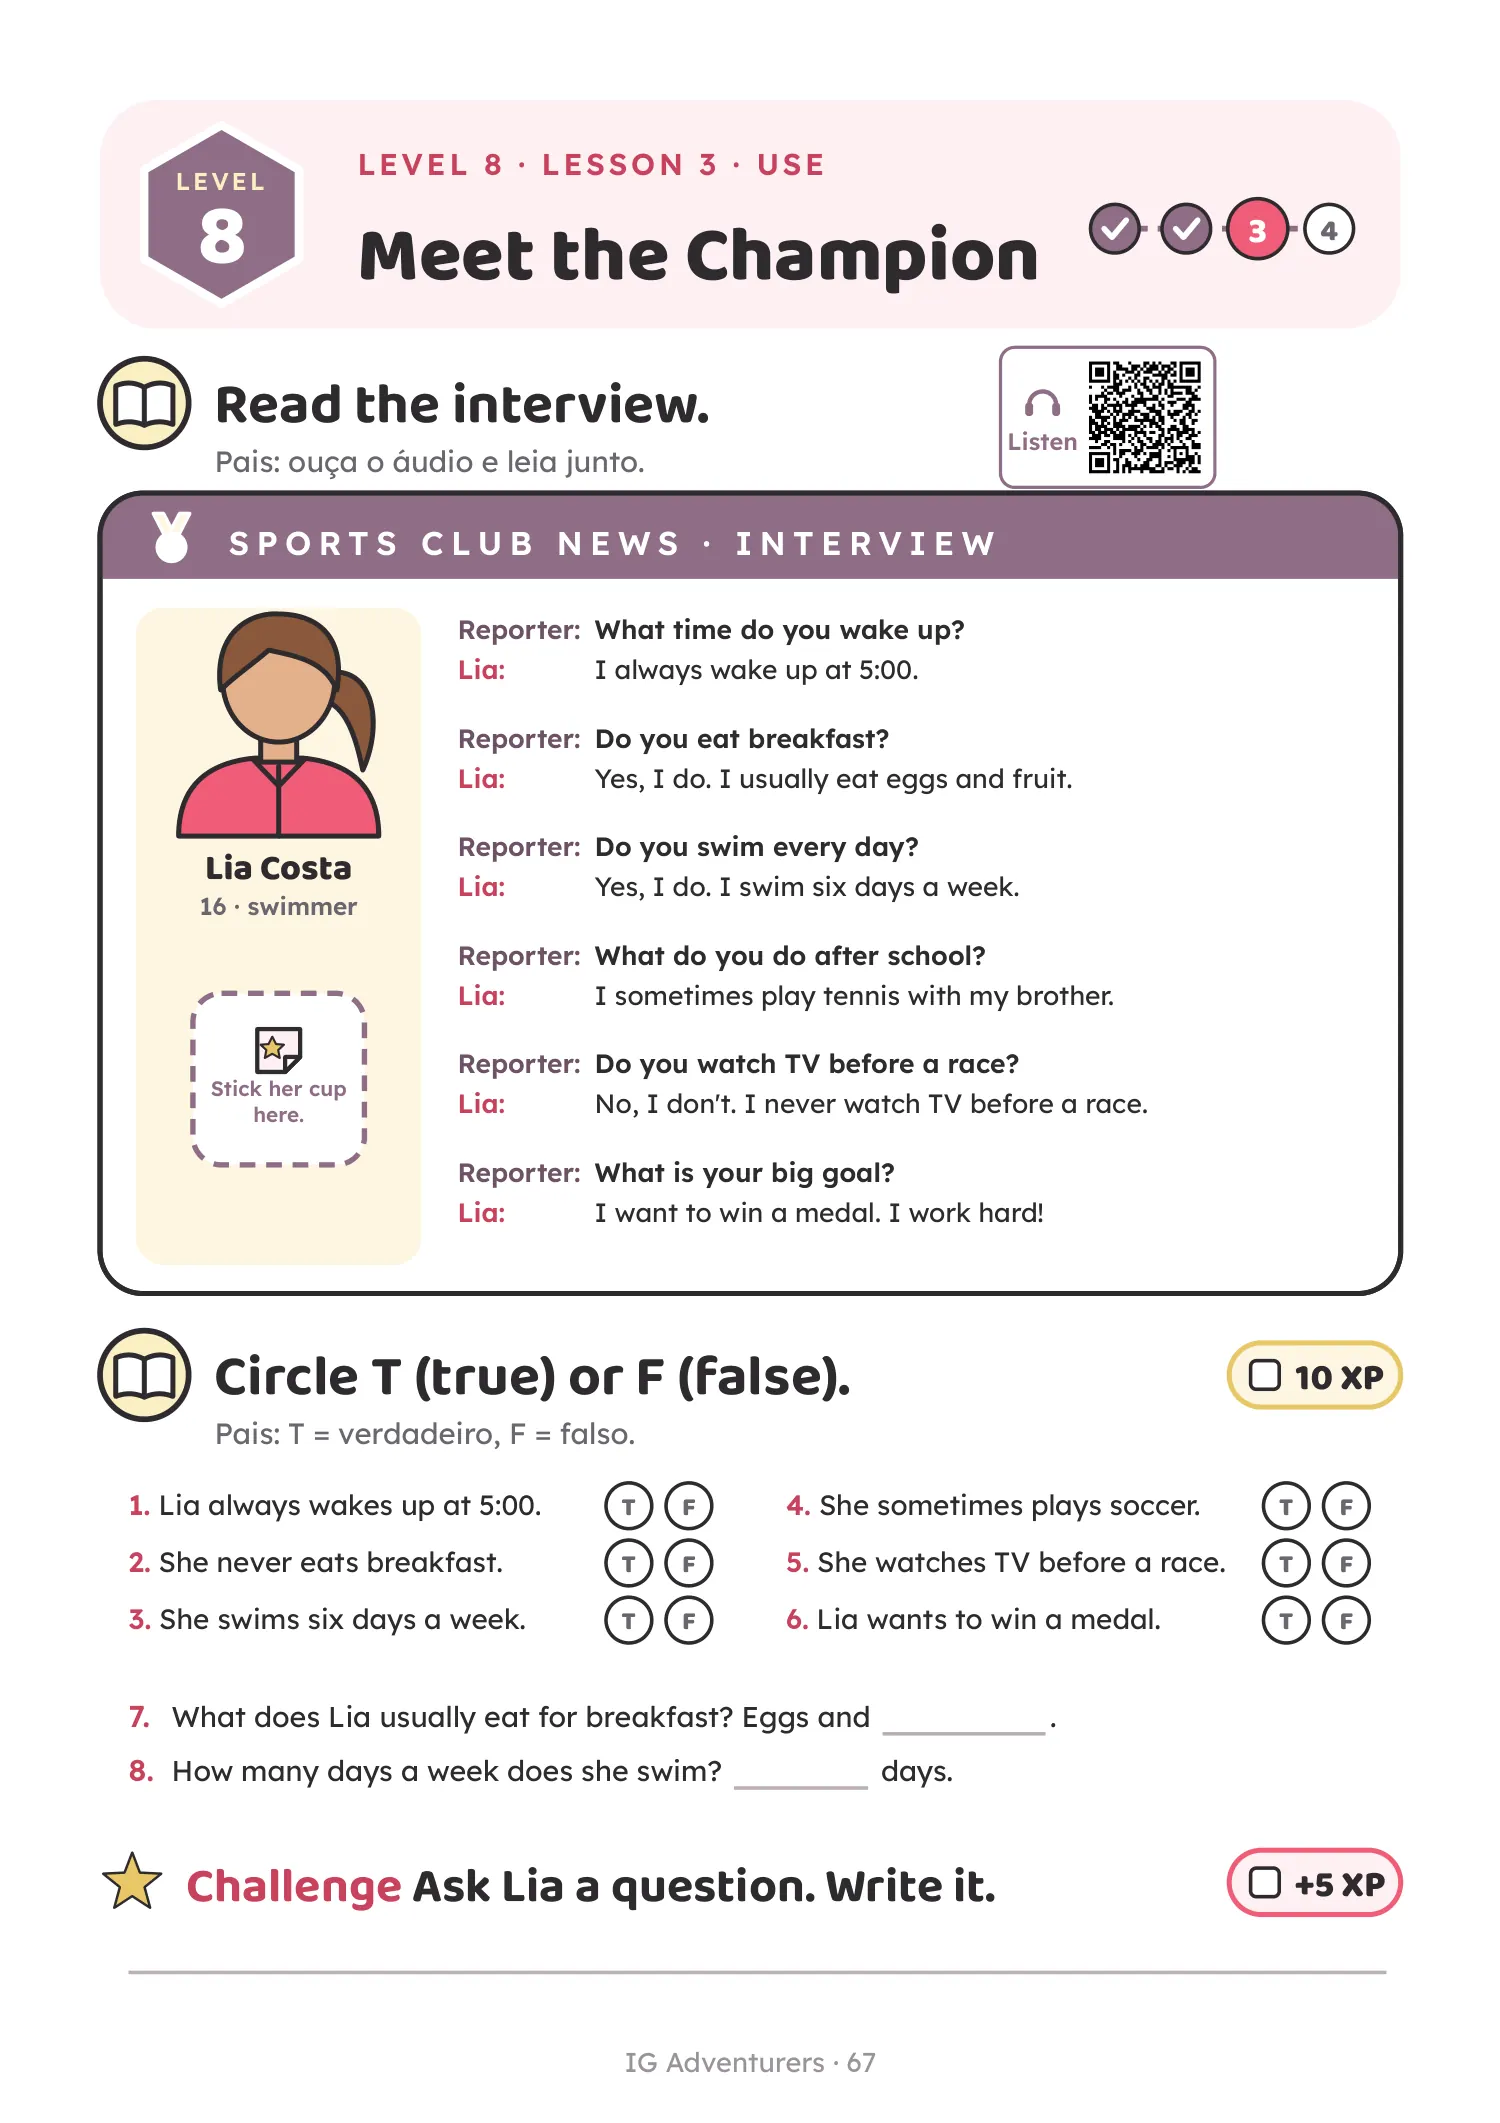 LEVEL 8 · LESSON 3 · USE
LEVEL
8
Meet the Champion
3
4
Read the interview.
Pais: ouça o áudio e leia junto.
Listen
SPORTS CLUB NEWS · INTERVIEW
Lia Costa
16 · swimmer
Stick her cup
here.
Reporter: What time do you wake up?
Lia: I always wake up at 5:00.
Reporter: Do you eat breakfast?
Lia: Yes, I do. I usually eat eggs and fruit.
Reporter: Do you swim every day?
Lia: Yes, I do. I swim six days a week.
Reporter: What do you do after school?
Lia: I sometimes play tennis with my brother.
Reporter: Do you watch TV before a race?
Lia: No, I don't. I never watch TV before a race.
Reporter: What is your big goal?
Lia: I want to win a medal. I work hard!
Circle T (true) or F (false).
10 XP
Pais: T = verdadeiro, F = falso.
1. Lia always wakes up at 5:00. T F
2. She never eats breakfast. T F
3. She swims six days a week. T F
4. She sometimes plays soccer. T F
5. She watches TV before a race. T F
6. Lia wants to win a medal. T F
7. What does Lia usually eat for breakfast? Eggs and ________.
8. How many days a week does she swim? ________ days.
Challenge Ask Lia a question. Write it.
+5 XP
IG Adventurers · 67